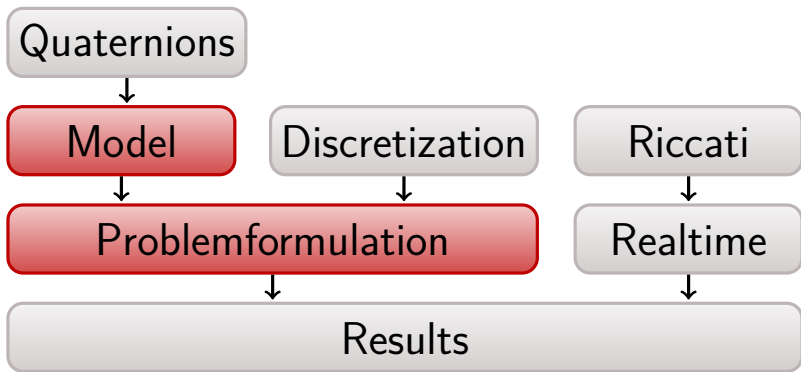 Quaternions
Model
Discretization
Riccati
Problemformulation
Realtime
Results